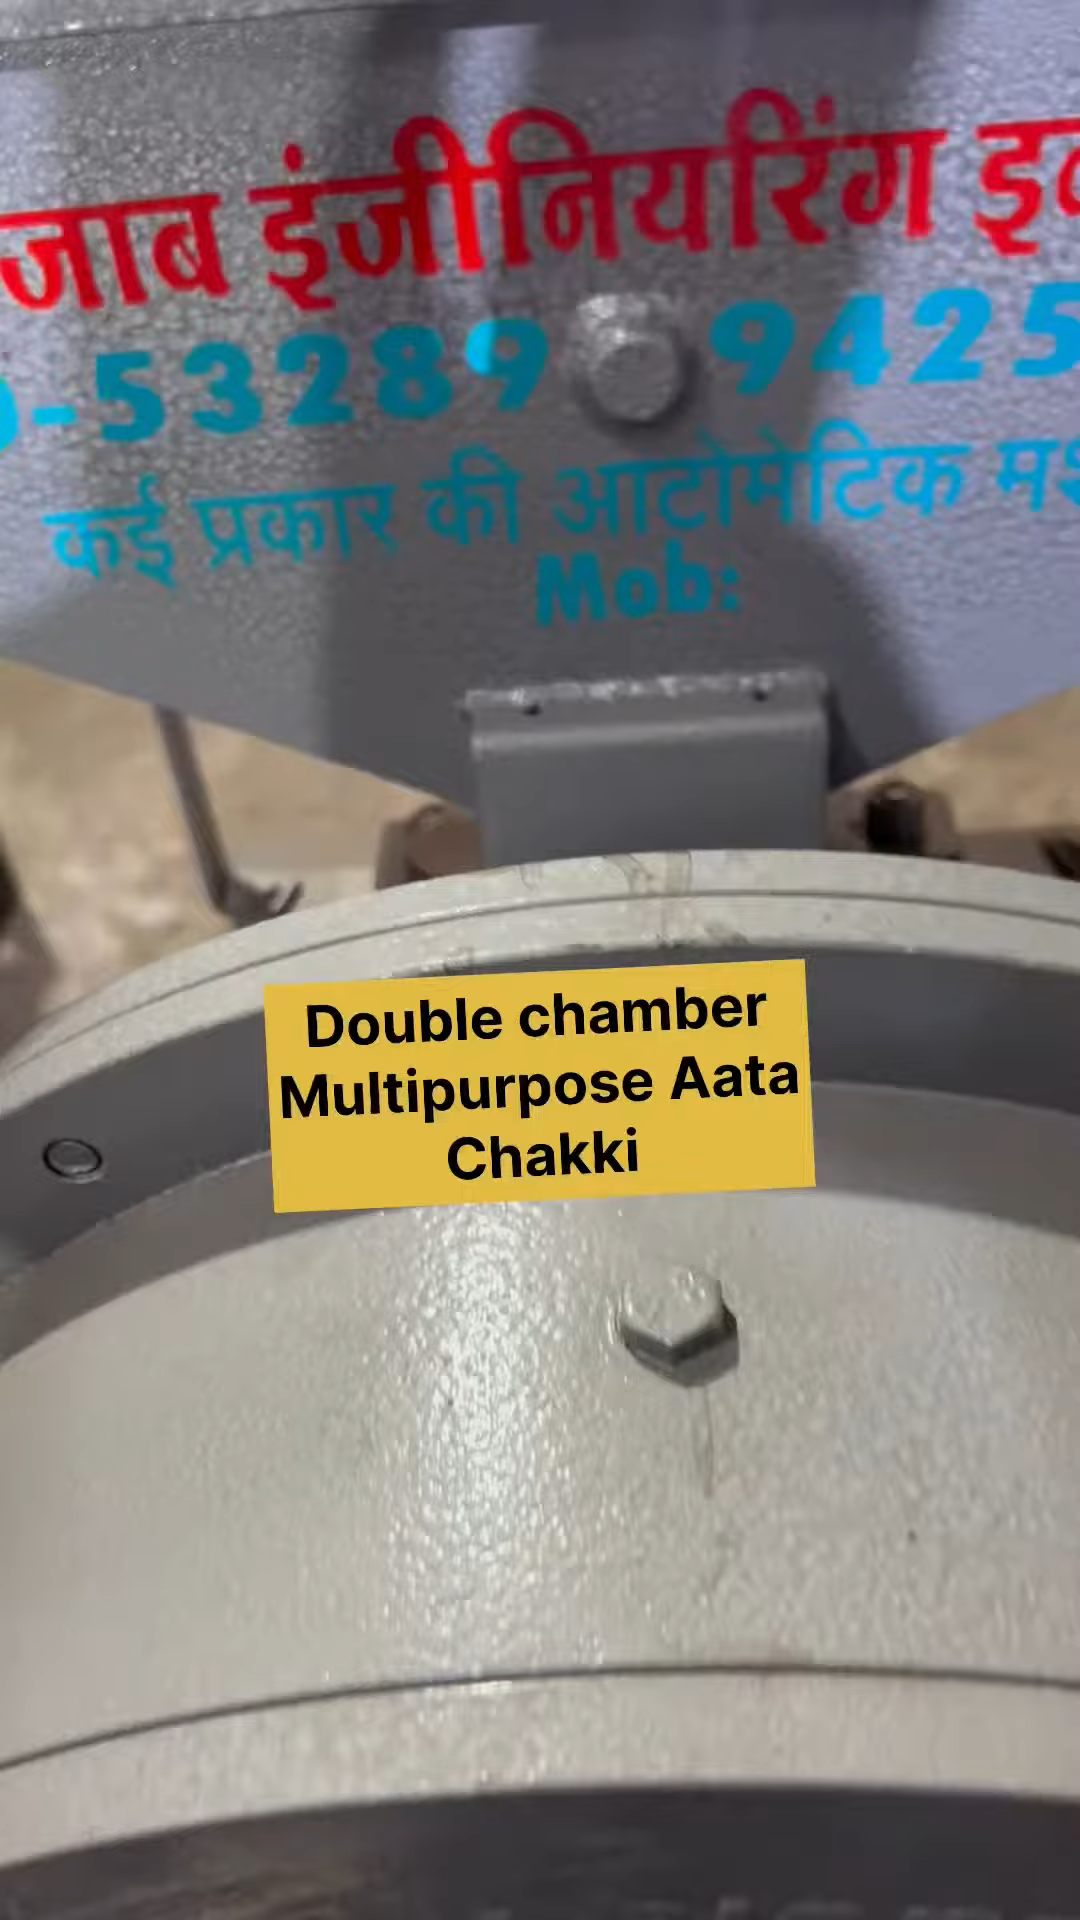 जाब इंजीनियरिंग
-53289 9425
कई प्रकार की आटोमेटिक
Mob:
Double chamber
Multipurpose Aata
Chakki